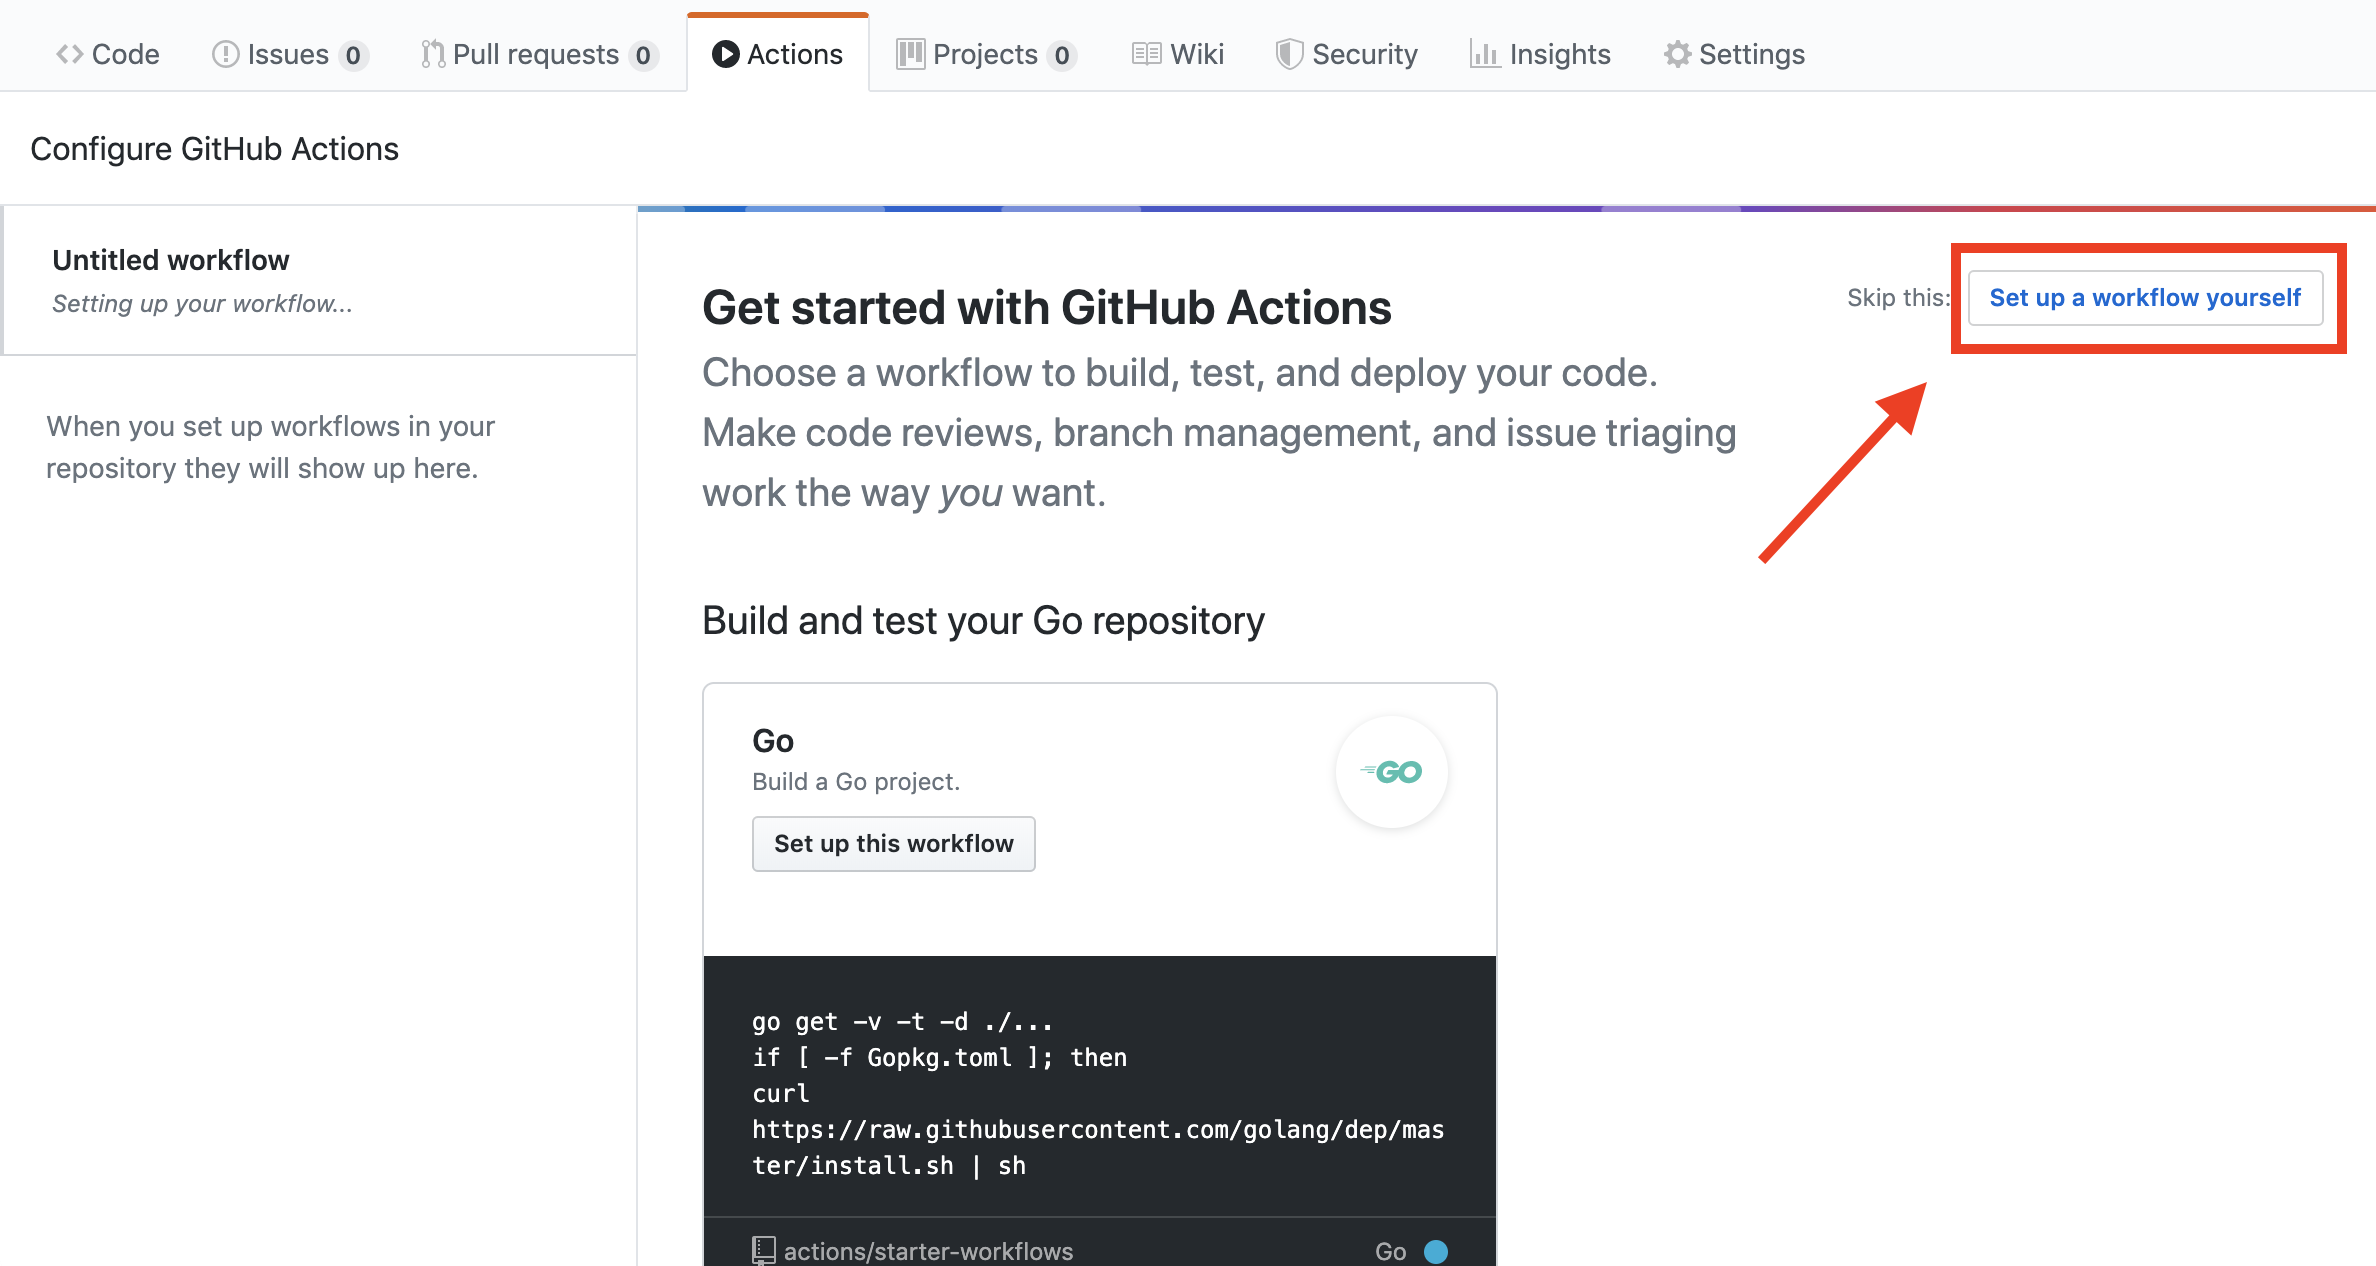 Code Issues 0 Pull requests 0 Actions Projects 0 Wiki Security Insights Settings
Configure GitHub Actions
Untitled workflow
Setting up your workflow...
When you set up workflows in your
repository they will show up here.
Get started with GitHub Actions
Skip this: Set up a workflow yourself
Choose a workflow to build, test, and deploy your code.
Make code reviews, branch management, and issue triaging
work the way you want.
Build and test your Go repository
Go
Build a Go project.
GO
Set up this workflow
go get -v -t -d ./...
if [ -f Gopkg.toml ]; then
curl
https://raw.githubusercontent.com/golang/dep/mas
ter/install.sh | sh
actions/starter-workflows Go